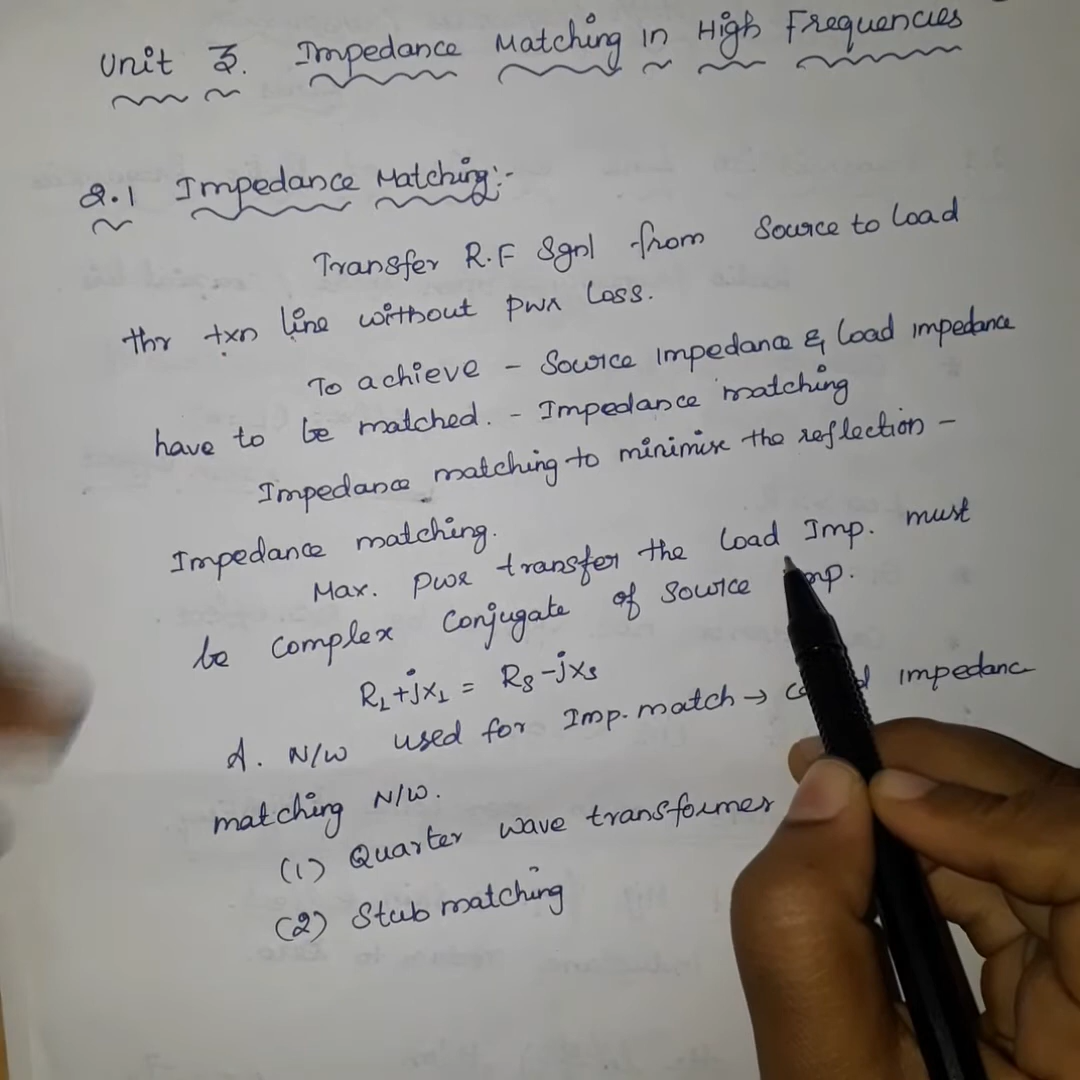 Unit 3. Impedance Matching in High Frequencies
2.1 Impedance Matching:-
Transfer R.F Sgnl from Source to Load
thr txn line without pwr Loss.
To achieve - Source impedance & Load impedance
have to be matched. - Impedance matching
Impedance matching to minimise the reflection -
Impedance matching.
Max. pwr transfer the Load Imp. must
be complex conjugate of source
R_L+jX_L = R_S-jX_S
A. N/W used for Imp. match → impedanc
matching N/W.
(1) Quarter wave transformer
(2) Stub matching